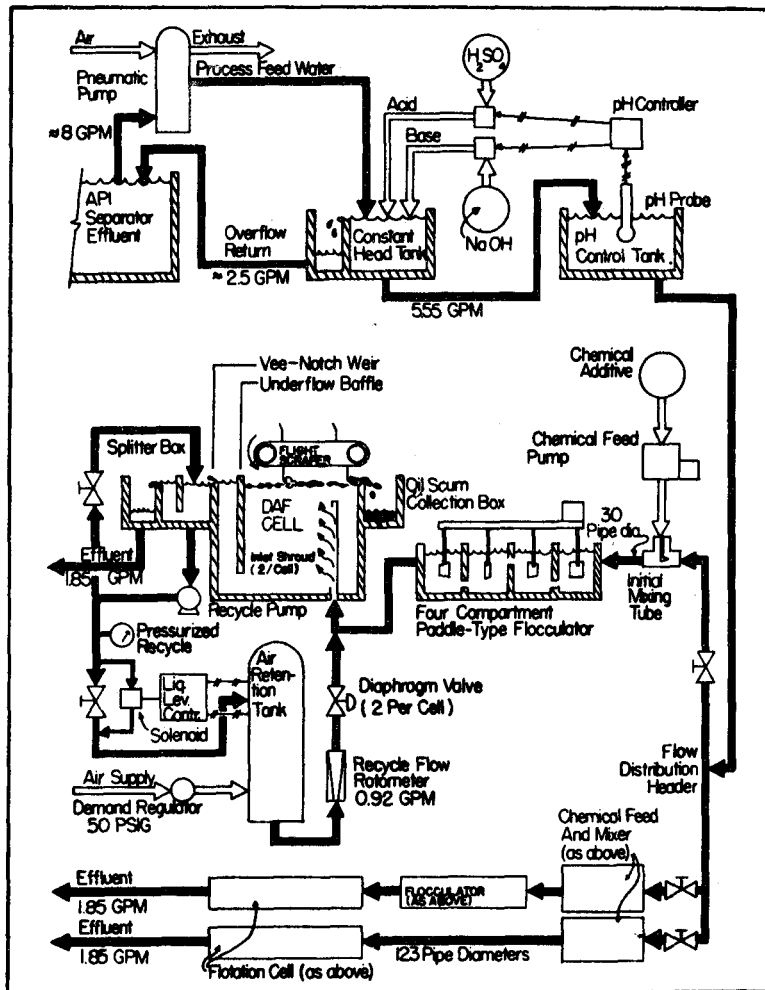 Air
Exhaust
Process Feed Water
Pneumatic
Pump
≈8 GPM
H2SO4
Acid
Base
pH Controller
API
Separator
Effluent
Overflow
Return
≈ 2.5 GPM
Constant
Head Tank
NaOH
pH Probe
pH
Control Tank
5.55 GPM
Vee-Notch Weir
Underflow Baffle
Splitter Box
FLIGHT
SCRAPER
DAF
CELL
Inlet Shroud
(2/Cell)
Oil Scum
Collection Box
Chemical
Additive
Chemical Feed
Pump
30
Pipe dia.
Initial
Mixing
Tube
Effluent
1.85 GPM
Recycle Pump
Four Compartment
Paddle-Type Flocculator
Pressurized
Recycle
Liq.
Lev.
Contr.
Solenoid
Air
Reten-
tion
Tank
Diaphragm Valve
(2 Per Cell)
Air Supply
Demand Regulator
50 PSIG
Recycle Flow
Rotometer
0.92 GPM
Flow
Distribution
Header
Chemical Feed
And Mixer
(as above)
Effluent
1.85 GPM
FLOCCULATOR
(AS ABOVE)
Effluent
1.85 GPM
123 Pipe Diameters
Flotation Cell (as above)